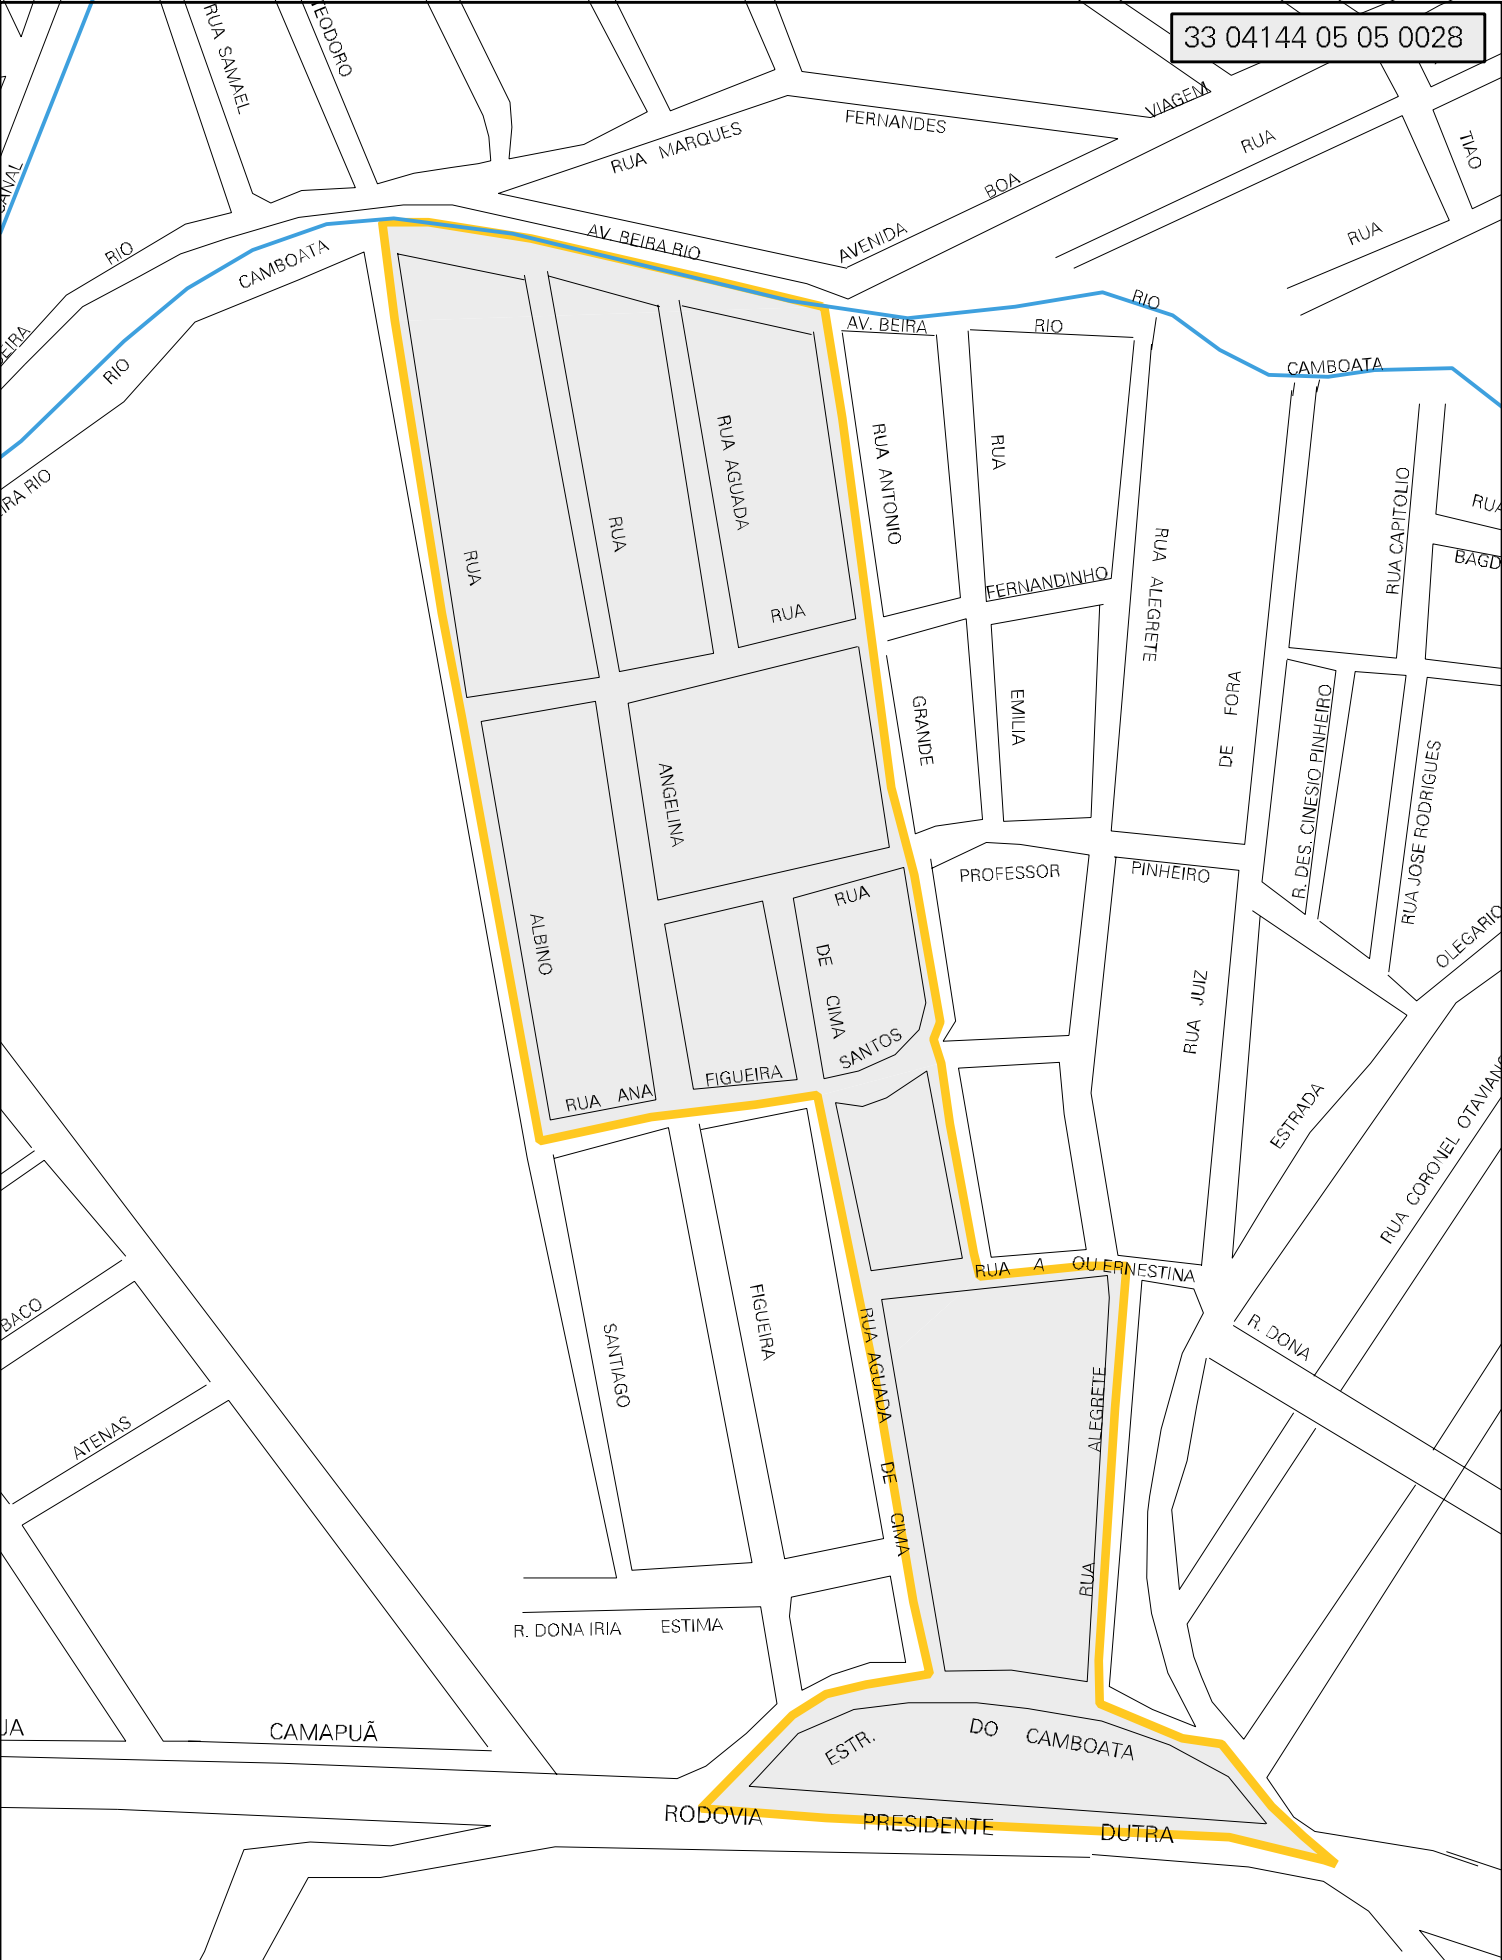 33 04144 05 05 0028
RUA SAMAEL
TEODORO
VIAGEM
FERNANDES
RUA MARQUES
RUA
TIAO
CANAL
BOA
RUA
AVENIDA
RIO
CAMBOATA
AV. BEIRA RIO
RIO
AV. BEIRA
RIO
EIRA
RIO
CAMBOATA
IRA RIO
RUA AGUADA
RUA ANTONIO
RUA
RUA CAPITOLIO
RUA
RUA
RUA
BAGD
RUA ALEGRETE
FERNANDINHO
RUA
GRANDE
EMILIA
DE FORA
R. DES. CINESIO PINHEIRO
RUA JOSE RODRIGUES
ANGELINA
PROFESSOR
PINHEIRO
RUA
ALBINO
DE CIMA
OLEGARIO
RUA JUIZ
SANTOS
FIGUEIRA
RUA ANA
ESTRADA
RUA CORONEL OTAVIANO
RUA A OU ERNESTINA
BACO
SANTIAGO
FIGUEIRA
RUA AGUADA DE CIMA
R. DONA
ALEGRETE
ATENAS
RUA
R. DONA IRIA ESTIMA
UA
CAMAPUÃ
ESTR.
DO CAMBOATA
RODOVIA
PRESIDENTE
DUTRA